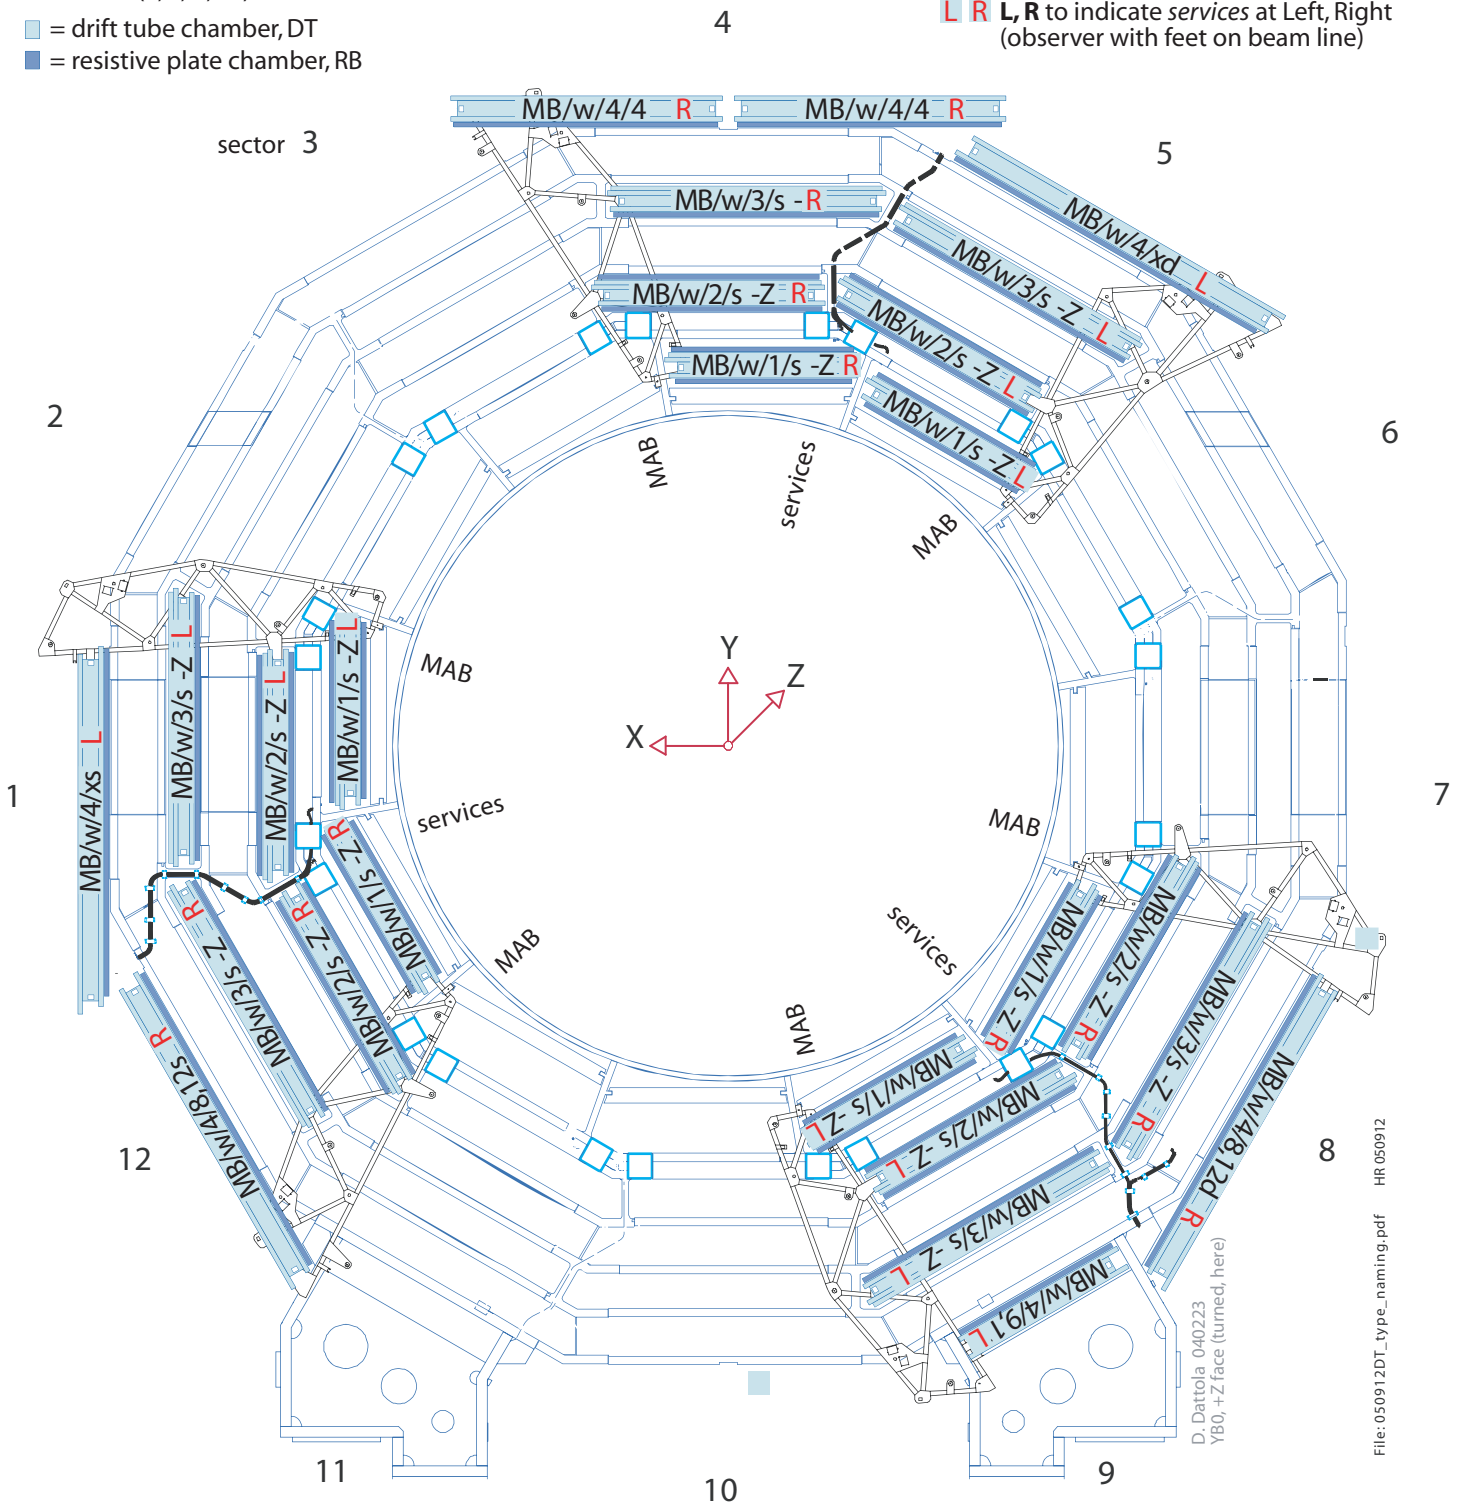 = drift tube chamber, DT
= resistive plate chamber, RB
4
L R L, R to indicate services at Left, Right
(observer with feet on beam line)
sector 3
MB/w/4/4 R
MB/w/4/4 R
5
MB/w/3/s -R
MB/w/4/xd L
MB/w/3/s -Z L
MB/w/2/s -Z R
MB/w/2/s -Z L
MB/w/1/s -Z R
MB/w/1/s -Z L
2
6
MAB
services
MAB
MB/w/4/xs L
MB/w/3/s -Z L
MB/w/2/s -Z L
MB/w/1/s -Z L
MAB
Y
Z
X
1
7
services
MAB
MB/w/1/s -Z R
MB/w/2/s -Z R
MB/w/3/s -Z R
MB/w/4/8,12s R
MAB
services
MAB
MB/w/1/s -Z R
MB/w/2/s -Z R
MB/w/3/s -Z R
MB/w/4/8,12d R
MB/w/1/s -Z L
MB/w/2/s -Z L
MB/w/3/s -Z L
MB/w/4/9,1 L
12
8
D. Dattola 040223
YB0, +Z face (turned, here)
File: 050912DT_type_naming.pdf HR 050912
11
10
9